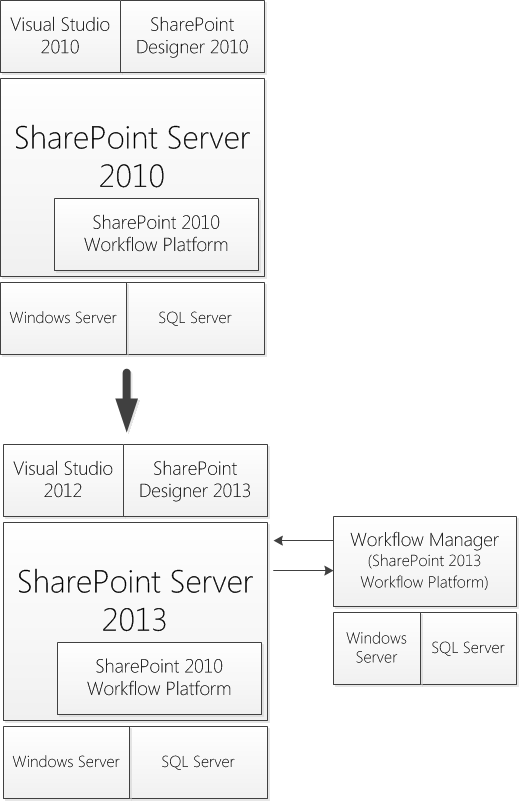 Visual Studio
2010
SharePoint
Designer 2010
SharePoint Server
2010
SharePoint 2010
Workflow Platform
Windows Server
SQL Server
Visual Studio
2012
SharePoint
Designer 2013
SharePoint Server
2013
SharePoint 2010
Workflow Platform
Windows Server
SQL Server
Workflow Manager
(SharePoint 2013
Workflow Platform)
Windows
Server
SQL Server